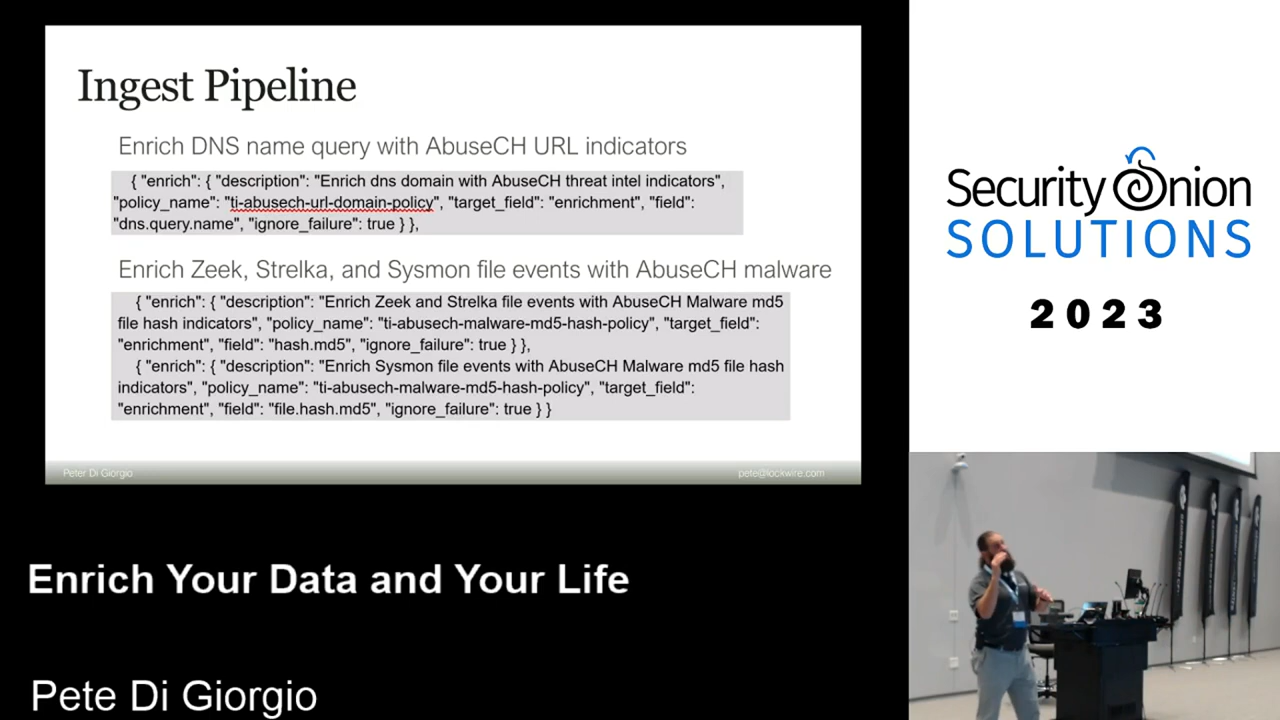 Ingest Pipeline
Enrich DNS name query with AbuseCH URL indicators
{ "enrich": { "description": "Enrich dns domain with AbuseCH threat intel indicators",
"policy_name": "ti-abusech-url-domain-policy", "target_field": "enrichment", "field":
"dns.query.name", "ignore_failure": true } },
Enrich Zeek, Strelka, and Sysmon file events with AbuseCH malware
{ "enrich": { "description": "Enrich Zeek and Strelka file events with AbuseCH Malware md5
file hash indicators", "policy_name": "ti-abusech-malware-md5-hash-policy", "target_field":
"enrichment", "field": "hash.md5", "ignore_failure": true } },
{ "enrich": { "description": "Enrich Sysmon file events with AbuseCH Malware md5 file hash
indicators", "policy_name": "ti-abusech-malware-md5-hash-policy", "target_field":
"enrichment", "field": "file.hash.md5", "ignore_failure": true } }
Peter Di Giorgio
pete@lockwire.com
Security Onion
SOLUTIONS
2023
Enrich Your Data and Your Life
Pete Di Giorgio